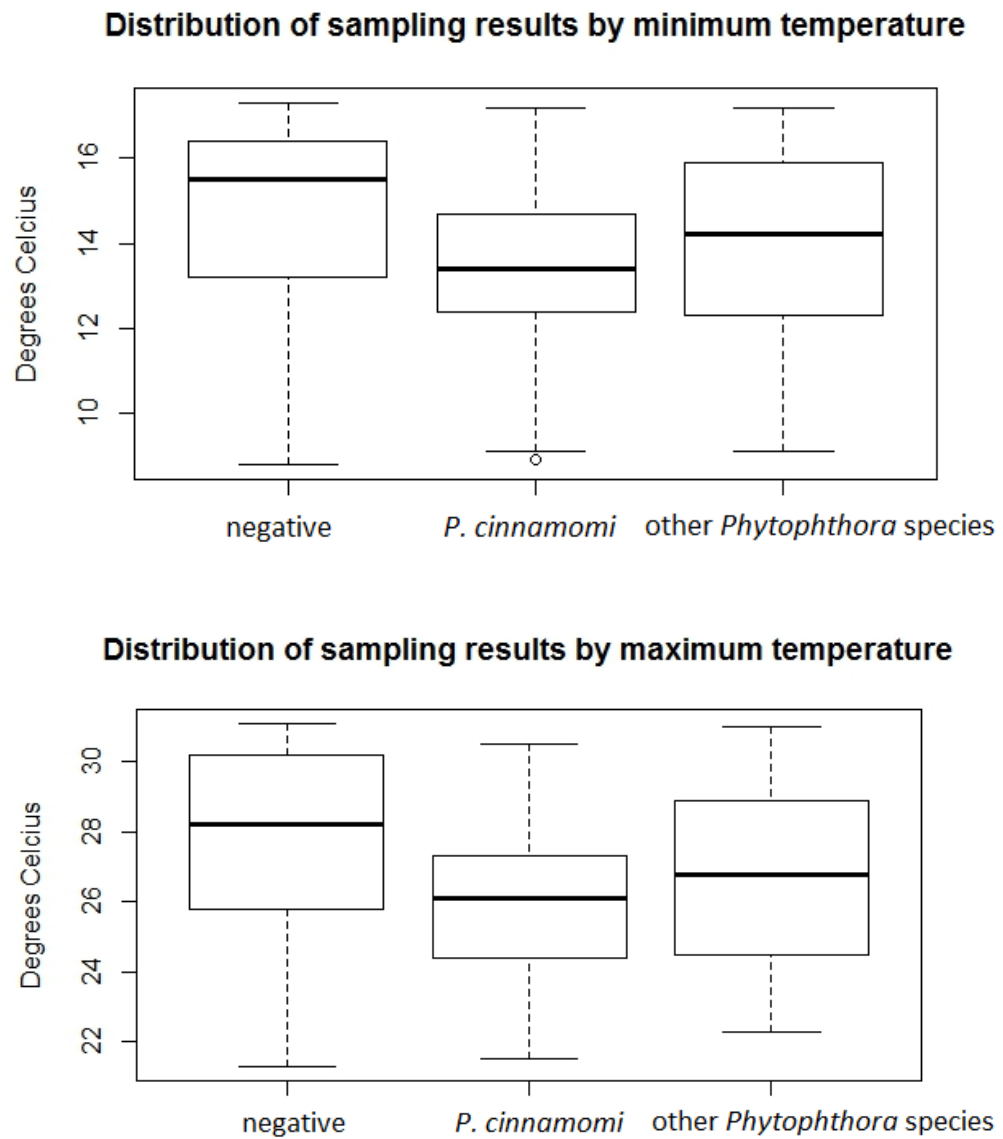 Distribution of sampling results by minimum temperature
Degrees Celcius
16
14
12
10
negative
P. cinnamomi
other Phytophthora species
Distribution of sampling results by maximum temperature
Degrees Celcius
30
28
26
24
22
negative
P. cinnamomi
other Phytophthora species